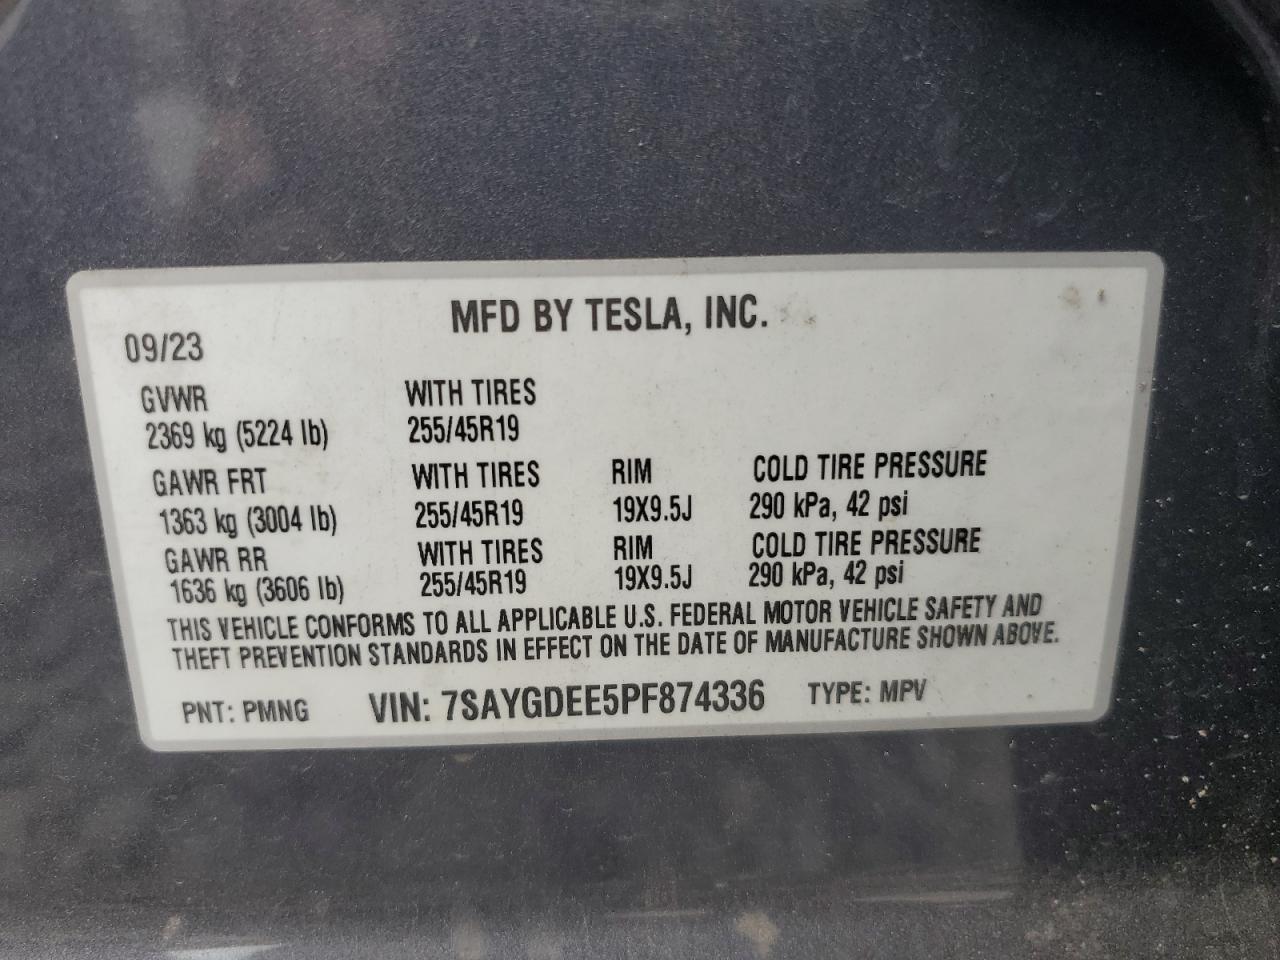 MFD BY TESLA, INC.
09/23
GVWR WITH TIRES
2369 kg (5224 lb) 255/45R19
GAWR FRT WITH TIRES RIM COLD TIRE PRESSURE
1363 kg (3004 lb) 255/45R19 19X9.5J 290 kPa, 42 psi
GAWR RR WITH TIRES RIM COLD TIRE PRESSURE
1636 kg (3606 lb) 255/45R19 19X9.5J 290 kPa, 42 psi
THIS VEHICLE CONFORMS TO ALL APPLICABLE U.S. FEDERAL MOTOR VEHICLE SAFETY AND
THEFT PREVENTION STANDARDS IN EFFECT ON THE DATE OF MANUFACTURE SHOWN ABOVE.
PNT: PMNG VIN: 7SAYGDEE5PF874336 TYPE: MPV